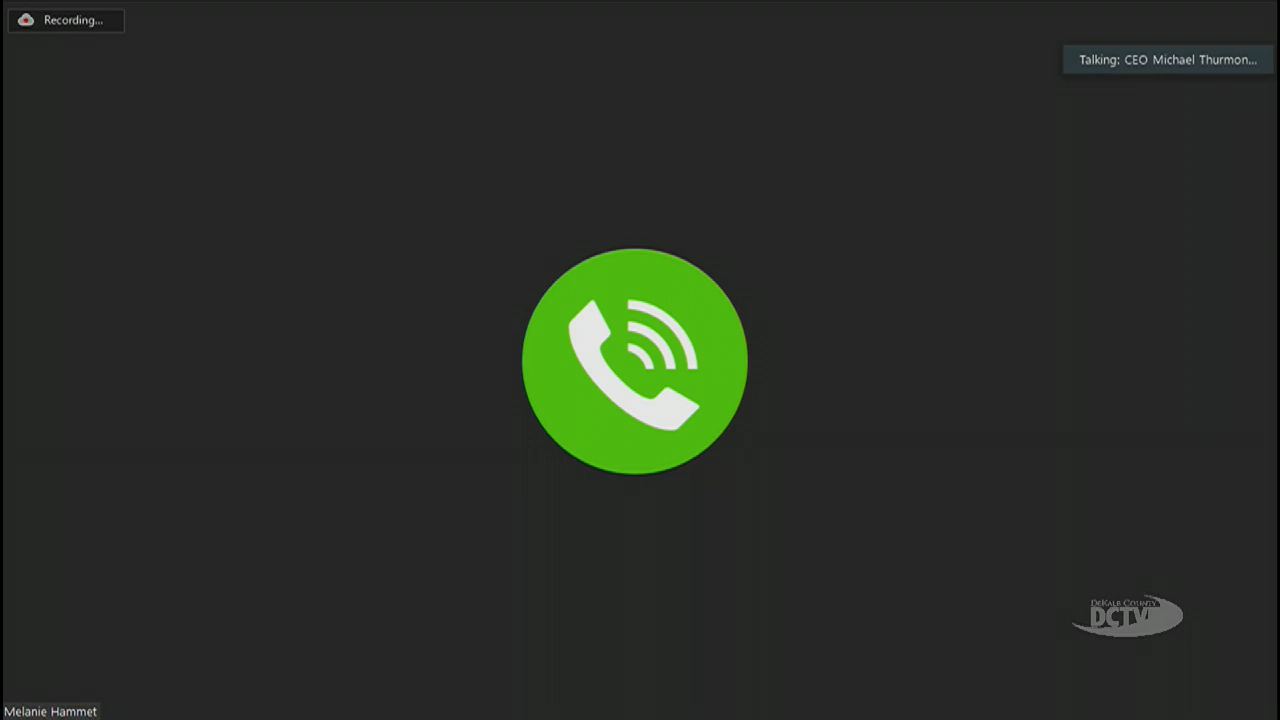 Recording...
Talking: CEO Michael Thurmon...
DeKalb County
DCTV
Melanie Hammet